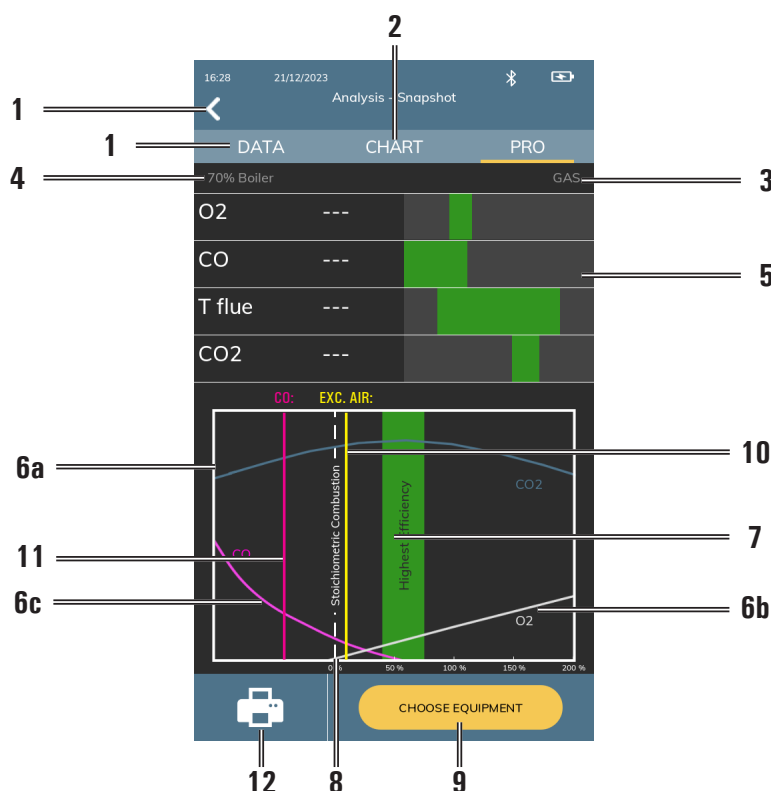 2
16:28 21/12/2023
Analysis - Snapshot
1
1
DATA CHART PRO
4
70% Boiler GAS
3
O2 ---
CO ---
5
T flue ---
CO2 ---
CO: EXC. AIR:
6a
10
CO2
Stoichiometric Combustion
Highest Efficiency
7
11
CO
6c
6b
O2
0 % 50 % 100 % 150 % 200 %
CHOOSE EQUIPMENT
12 8 9